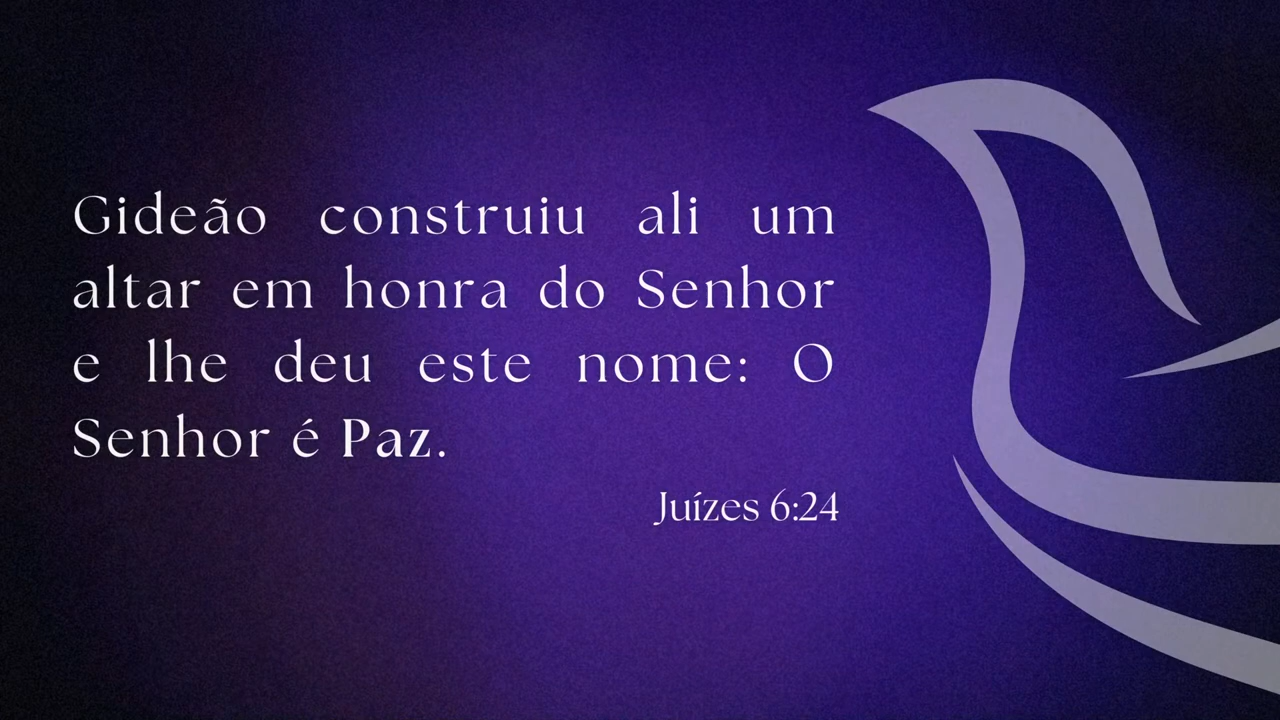 Gideão construiu ali um
altar em honra do Senhor
e lhe deu este nome: O
Senhor é Paz.
Juízes 6:24